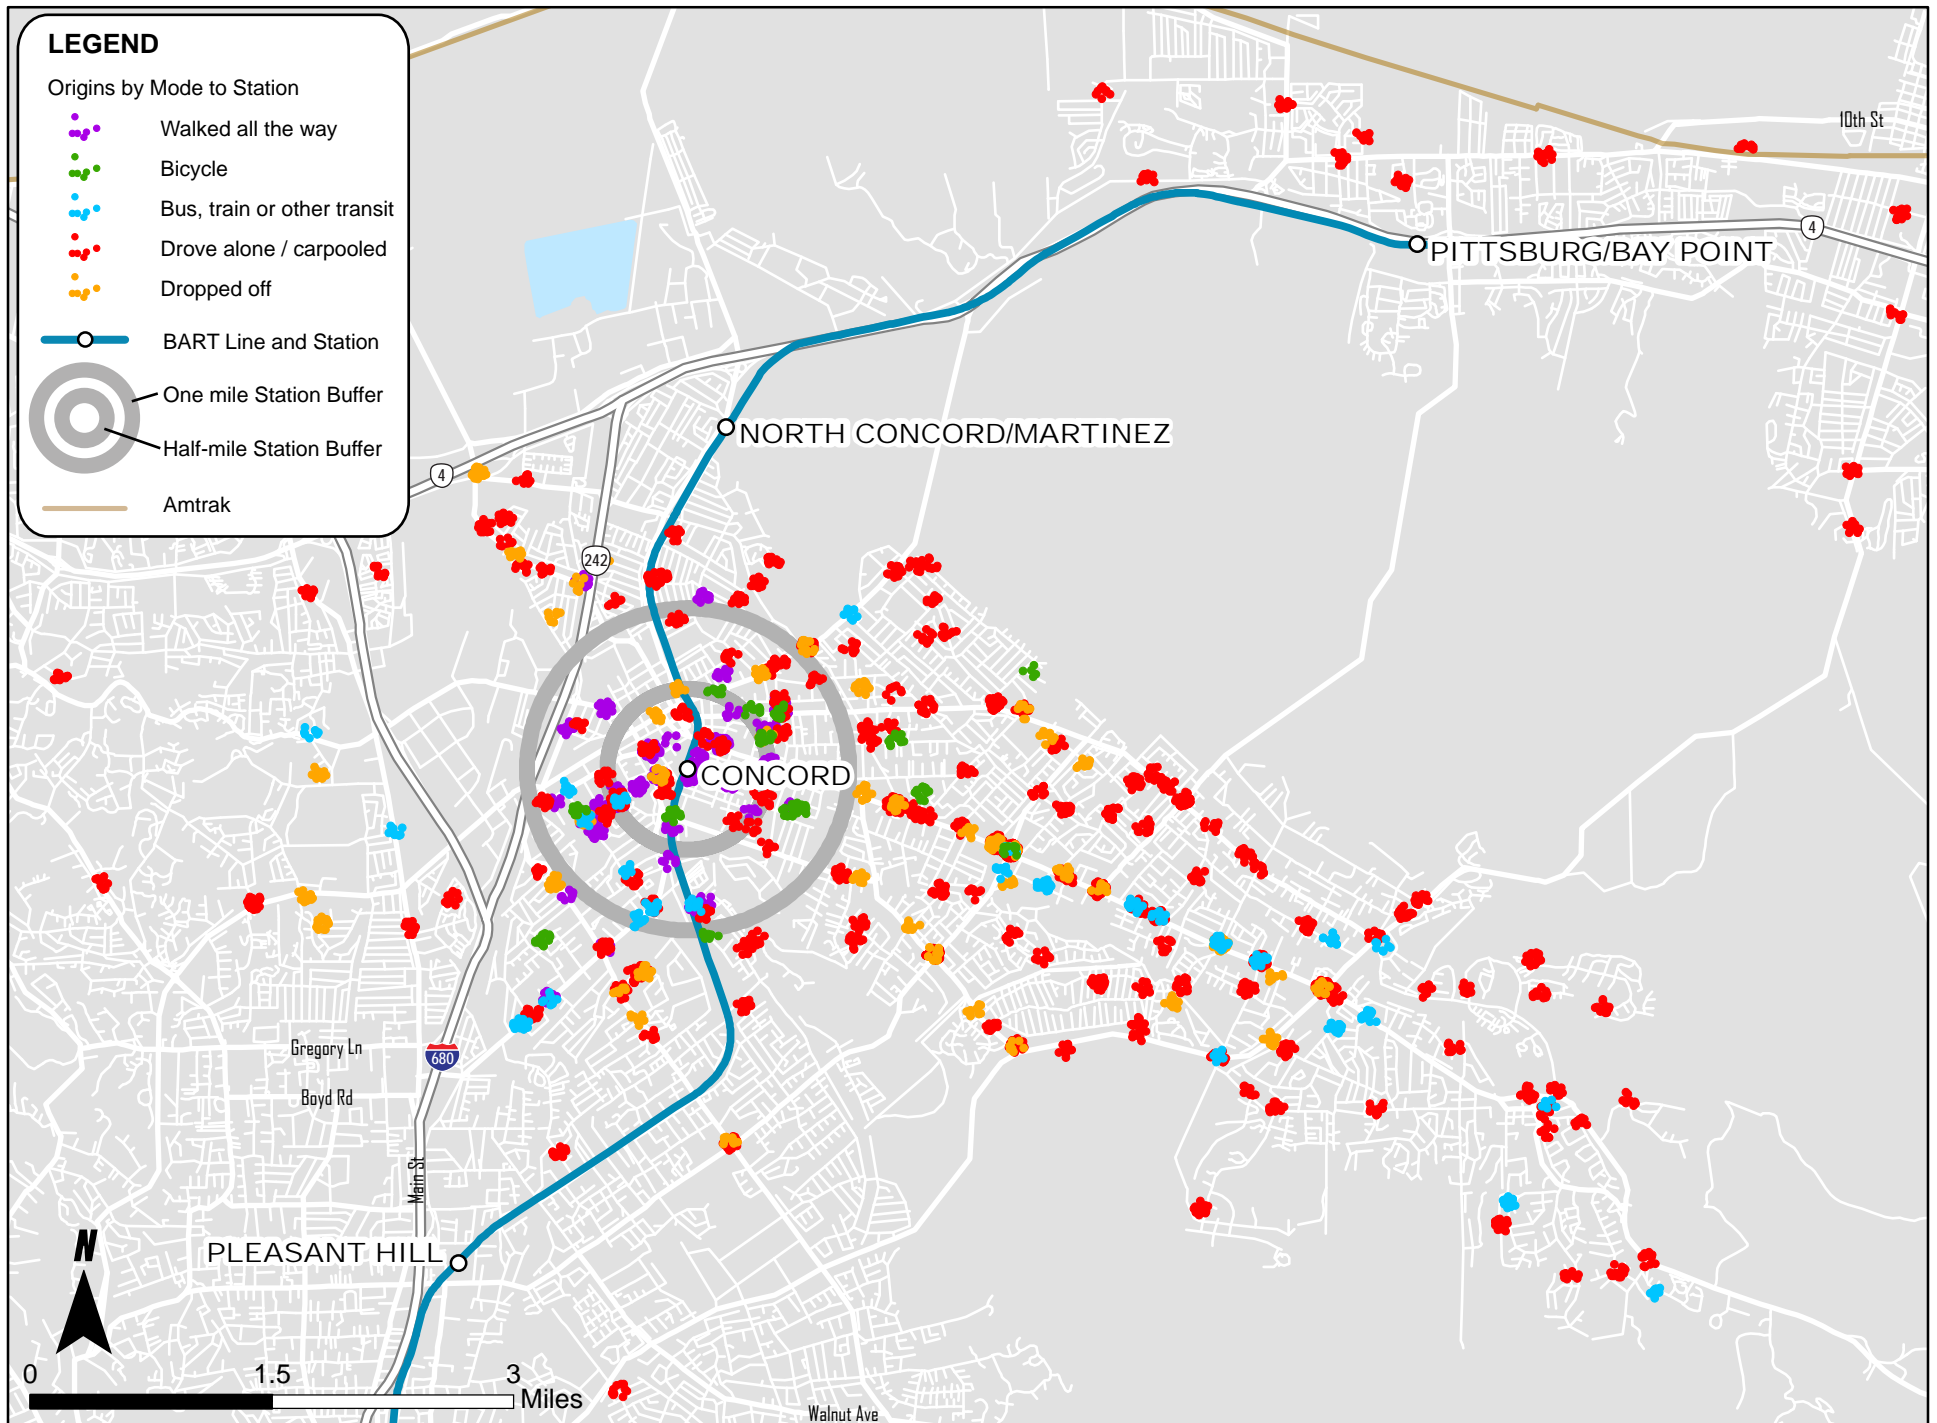 LEGEND
Origins by Mode to Station
Walked all the way
Bicycle
Bus, train or other transit
Drove alone / carpooled
Dropped off
BART Line and Station
One mile Station Buffer
Half-mile Station Buffer
Amtrak
10th St
4
PITTSBURG/BAY POINT
NORTH CONCORD/MARTINEZ
4
242
CONCORD
Gregory Ln
680
Boyd Rd
Main St
N
PLEASANT HILL
0 1.5 3
Miles
Walnut Ave